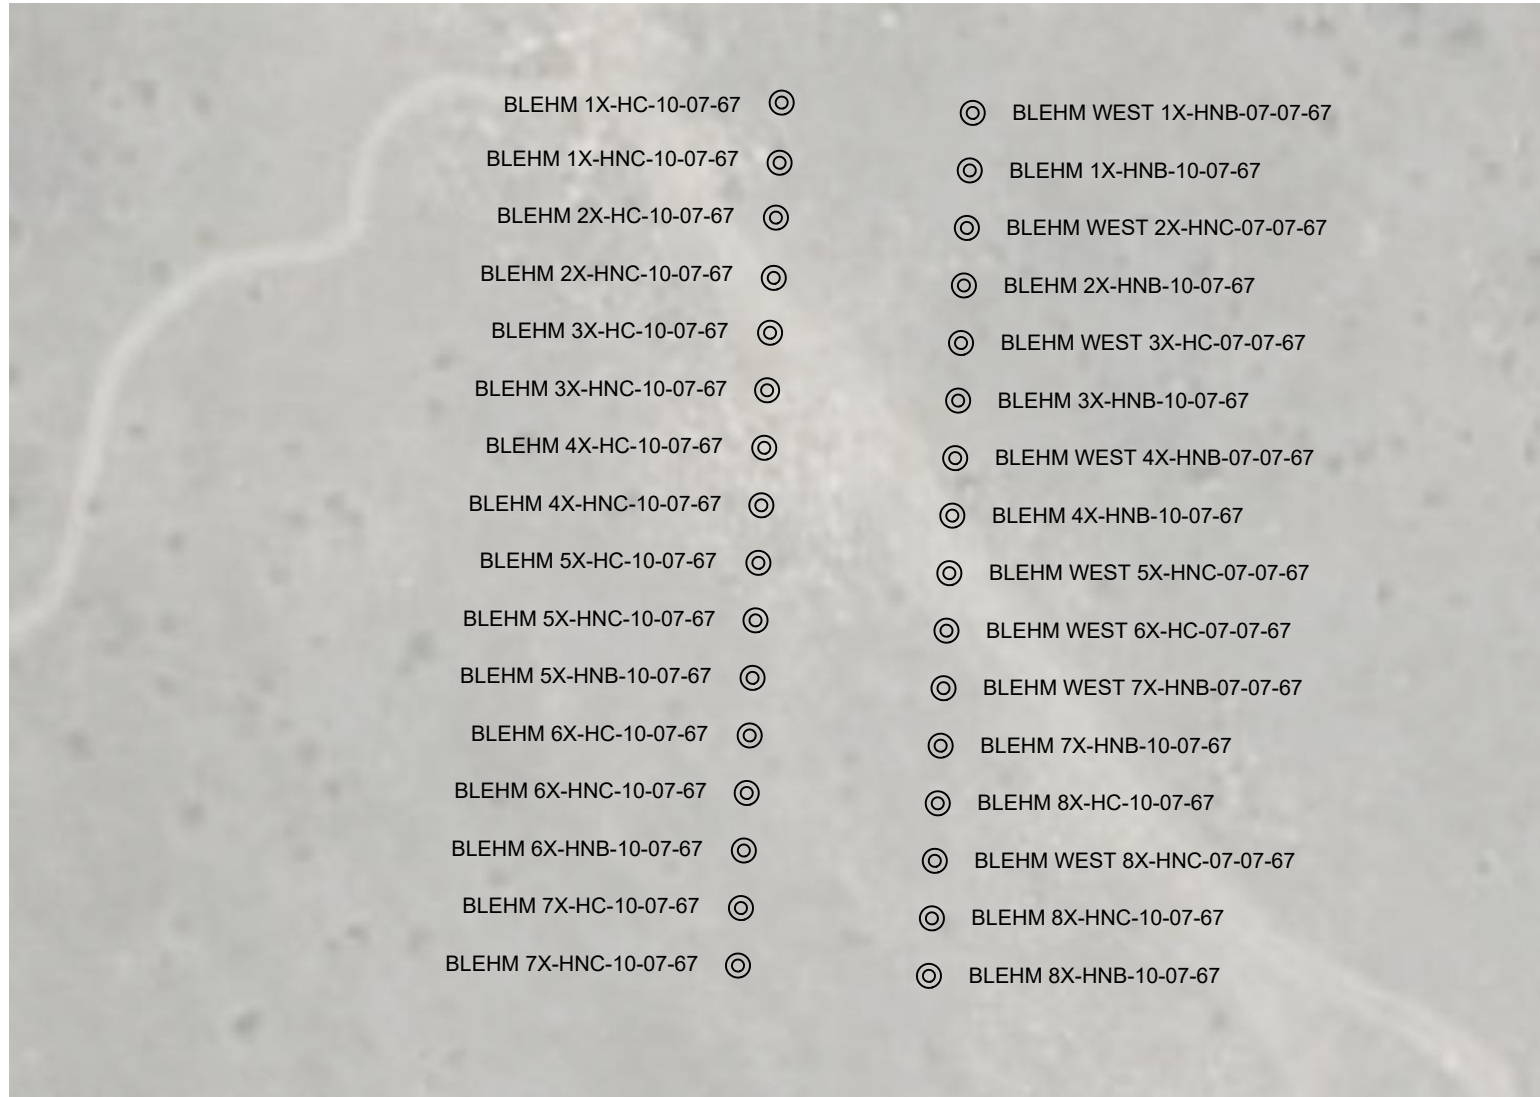 BLEHM 1X-HC-10-07-67
BLEHM 1X-HNC-10-07-67
BLEHM 2X-HC-10-07-67
BLEHM 2X-HNC-10-07-67
BLEHM 3X-HC-10-07-67
BLEHM 3X-HNC-10-07-67
BLEHM 4X-HC-10-07-67
BLEHM 4X-HNC-10-07-67
BLEHM 5X-HC-10-07-67
BLEHM 5X-HNC-10-07-67
BLEHM 5X-HNB-10-07-67
BLEHM 6X-HC-10-07-67
BLEHM 6X-HNC-10-07-67
BLEHM 6X-HNB-10-07-67
BLEHM 7X-HC-10-07-67
BLEHM 7X-HNC-10-07-67
BLEHM WEST 1X-HNB-07-07-67
BLEHM 1X-HNB-10-07-67
BLEHM WEST 2X-HNC-07-07-67
BLEHM 2X-HNB-10-07-67
BLEHM WEST 3X-HC-07-07-67
BLEHM 3X-HNB-10-07-67
BLEHM WEST 4X-HNB-07-07-67
BLEHM 4X-HNB-10-07-67
BLEHM WEST 5X-HNC-07-07-67
BLEHM WEST 6X-HC-07-07-67
BLEHM WEST 7X-HNB-07-07-67
BLEHM 7X-HNB-10-07-67
BLEHM 8X-HC-10-07-67
BLEHM WEST 8X-HNC-07-07-67
BLEHM 8X-HNC-10-07-67
BLEHM 8X-HNB-10-07-67